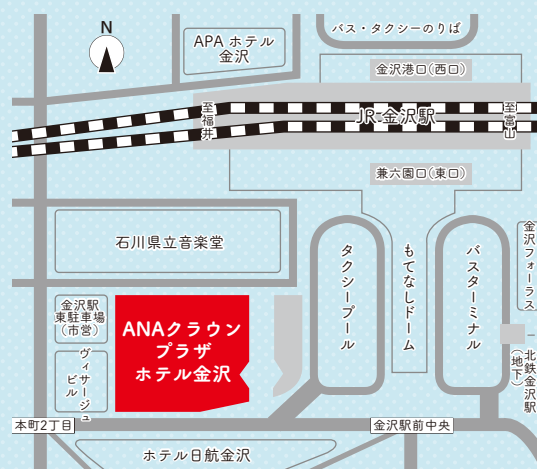 N
APA ホテル
金沢
バス・タクシーのりば
金沢港口(西口)
至福井
JR 金沢駅
至富山
兼六園口(東口)
石川県立音楽堂
タクシープール
もてなしドーム
バスターミナル
金沢フォーラス
金沢駅
東駐車場
(市営)
ANAクラウン
プラザ
ホテル金沢
ヴィサージュ
ビル
北鉄金沢駅
(地下)
本町2丁目
金沢駅前中央
ホテル日航金沢